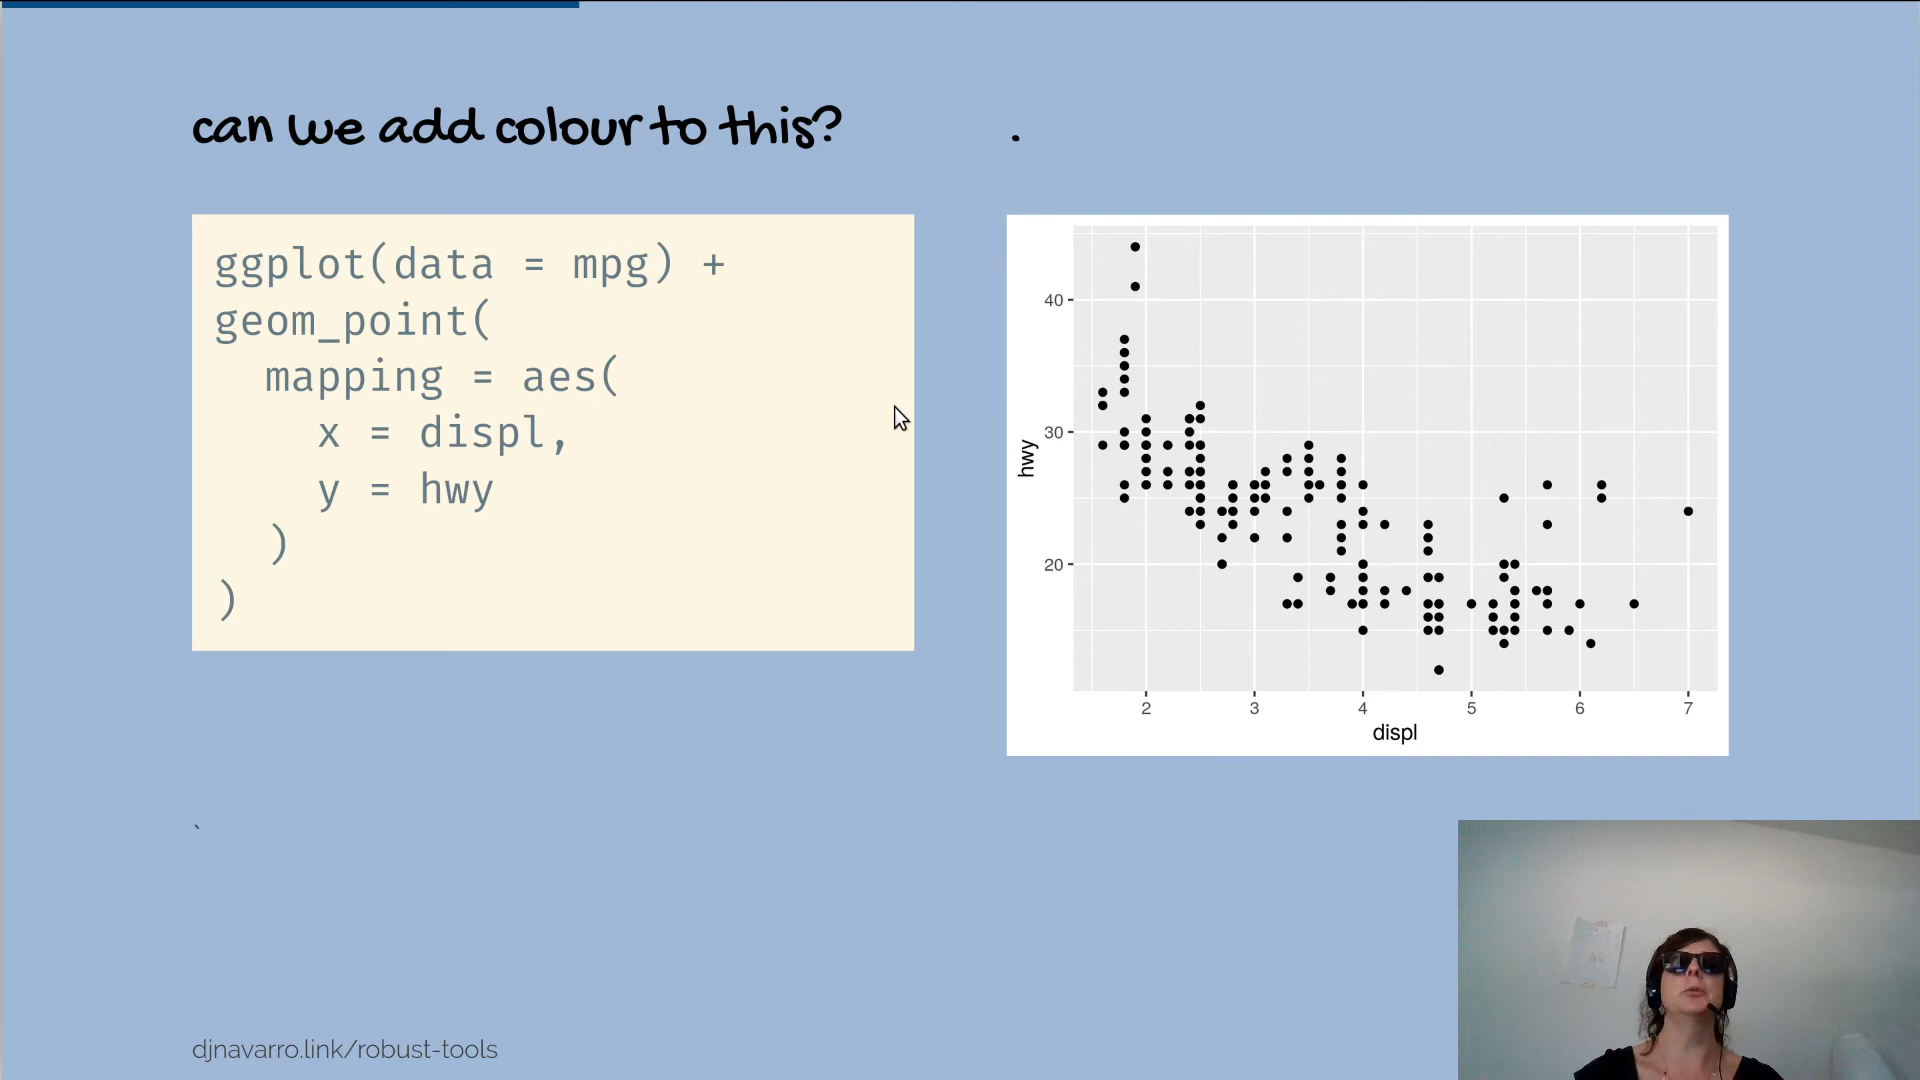 can we add colour to this?
.
ggplot(data = mpg) +
geom_point(
  mapping = aes(
    x = displ,
    y = hwy
  )
)
hwy
40
30
20
2 3 4 5 6 7
displ
`
djnavarro.link/robust-tools